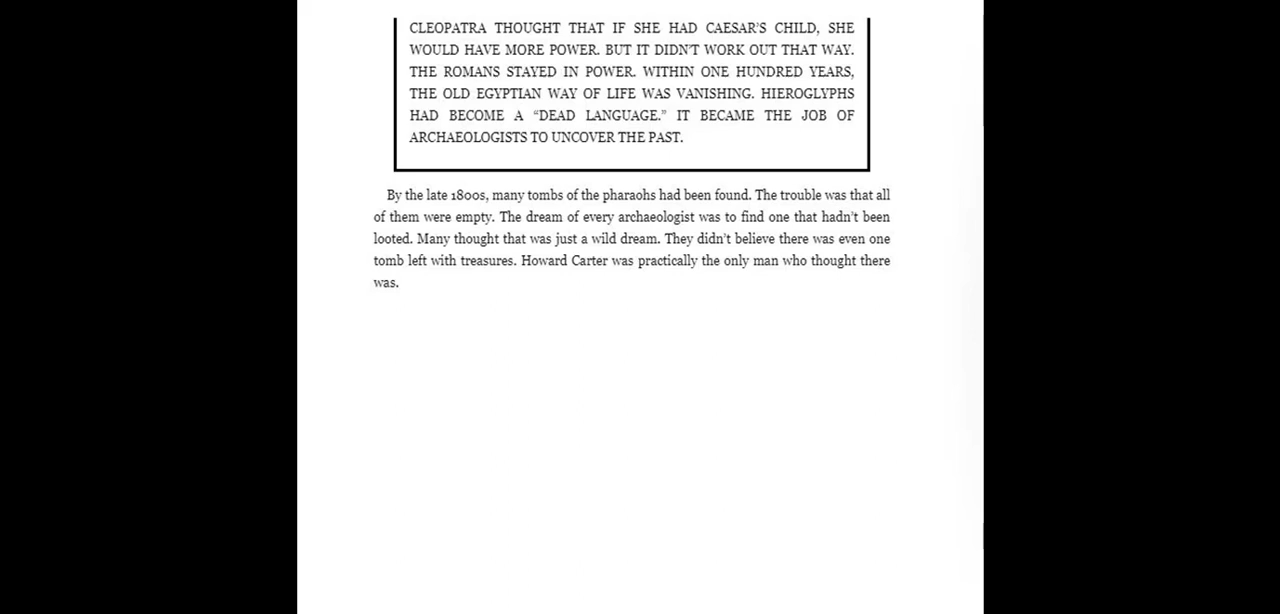 CLEOPATRA THOUGHT THAT IF SHE HAD CAESAR'S CHILD, SHE
WOULD HAVE MORE POWER. BUT IT DIDN'T WORK OUT THAT WAY.
THE ROMANS STAYED IN POWER. WITHIN ONE HUNDRED YEARS,
THE OLD EGYPTIAN WAY OF LIFE WAS VANISHING. HIEROGLYPHS
HAD BECOME A “DEAD LANGUAGE.” IT BECAME THE JOB OF
ARCHAEOLOGISTS TO UNCOVER THE PAST.
By the late 1800s, many tombs of the pharaohs had been found. The trouble was that all
of them were empty. The dream of every archaeologist was to find one that hadn't been
looted. Many thought that was just a wild dream. They didn't believe there was even one
tomb left with treasures. Howard Carter was practically the only man who thought there
was.